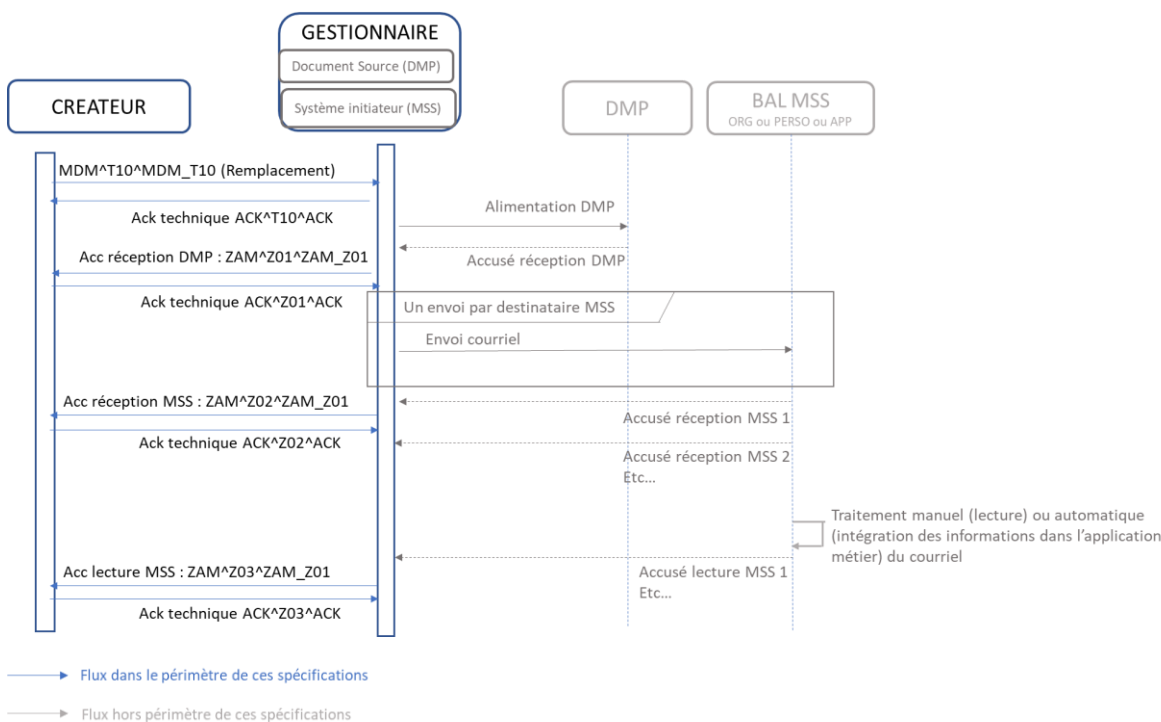 GESTIONNAIRE
Document Source (DMP)
Système initiateur (MSS)
CREATEUR
DMP
BAL MSS
ORG ou PERSO ou APP
MDM^T10^MDM_T10 (Remplacement)
Ack technique ACK^T10^ACK
Alimentation DMP
Acc réception DMP : ZAM^Z01^ZAM_Z01
Accusé réception DMP
Ack technique ACK^Z01^ACK
Un envoi par destinataire MSS
Envoi courriel
Acc réception MSS : ZAM^Z02^ZAM_Z01
Accusé réception MSS 1
Ack technique ACK^Z02^ACK
Accusé réception MSS 2
Etc...
Traitement manuel (lecture) ou automatique
(intégration des informations dans l'application
métier) du courriel
Acc lecture MSS : ZAM^Z03^ZAM_Z01
Accusé lecture MSS 1
Etc...
Ack technique ACK^Z03^ACK
Flux dans le périmètre de ces spécifications
Flux hors périmètre de ces spécifications